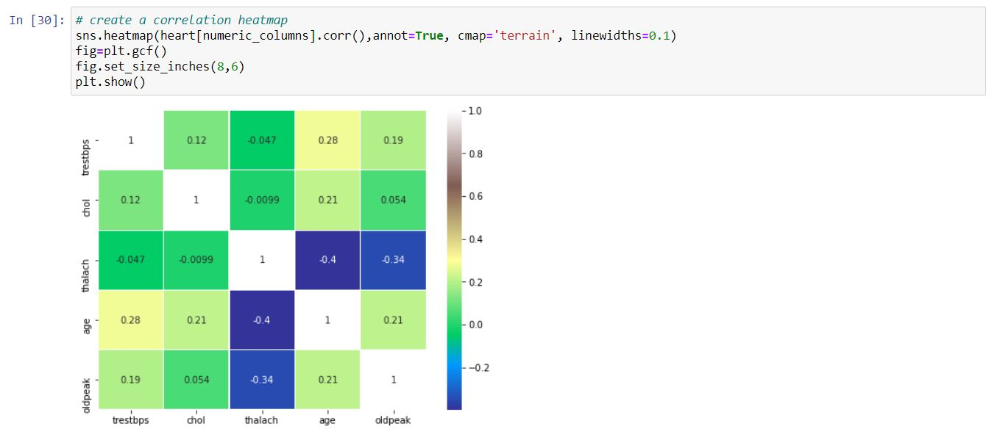 In [30]: # create a correlation heatmap
sns.heatmap(heart[numeric_columns].corr(),annot=True, cmap='terrain', linewidths=0.1)
fig=plt.gcf()
fig.set_size_inches(8,6)
plt.show()
trestbps 1 0.12 -0.047 0.28 0.19
chol 0.12 1 -0.0099 0.21 0.054
thalach -0.047 -0.0099 1 -0.4 -0.34
age 0.28 0.21 -0.4 1 0.21
oldpeak 0.19 0.054 -0.34 0.21 1
trestbps chol thalach age oldpeak
1.0
0.8
0.6
0.4
0.2
0.0
−0.2